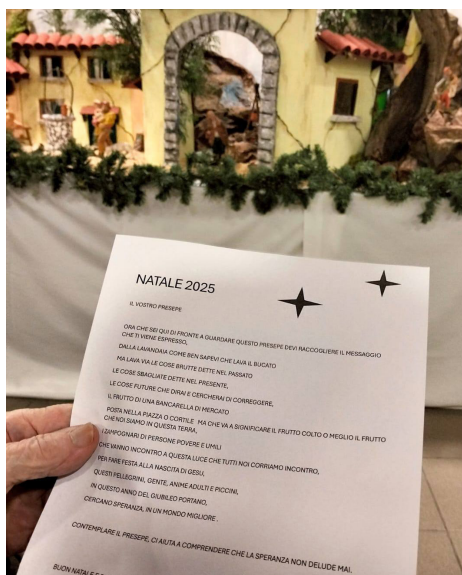 NATALE 2025
IL VOSTRO PRESEPE
ORA CHE SEI QUI DI FRONTE A GUARDARE QUESTO PRESEPE DEVI RACCOGLIERE IL MESSAGGIO
CHE TI VIENE ESPRESSO,
DALLA LAVANDAIA COME BEN SAPEVI CHE LAVA IL BUCATO
MA LAVA VIA LE COSE BRUTTE DETTE NEL PASSATO
LE COSE SBAGLIATE DETTE NEL PRESENTE,
LE COSE FUTURE CHE DIRAI E CERCHERAI DI CORREGGERE,
IL FRUTTO DI UNA BANCARELLA DI MERCATO
POSTA NELLA PIAZZA O CORTILE MA CHE VA A SIGNIFICARE IL FRUTTO COLTO O MEGLIO IL FRUTTO
CHE NOI SIAMO IN QUESTA TERRA,
I ZAMPOGNARI DI PERSONE POVERE E UMILI
CHE VANNO INCONTRO A QUESTA LUCE CHE TUTTI NOI CORRIAMO INCONTRO,
PER FARE FESTA ALLA NASCITA DI GESU,
QUESTI PELLEGRINI, GENTE, ANIME ADULTI E PICCINI,
IN QUESTO ANNO DEL GIUBILEO PORTANO,
CERCANO SPERANZA, IN UN MONDO MIGLIORE .
CONTEMPLARE IL PRESEPE, CI AIUTA A COMPRENDERE CHE LA SPERANZA NON DELUDE MAI,
BUON NATALE E